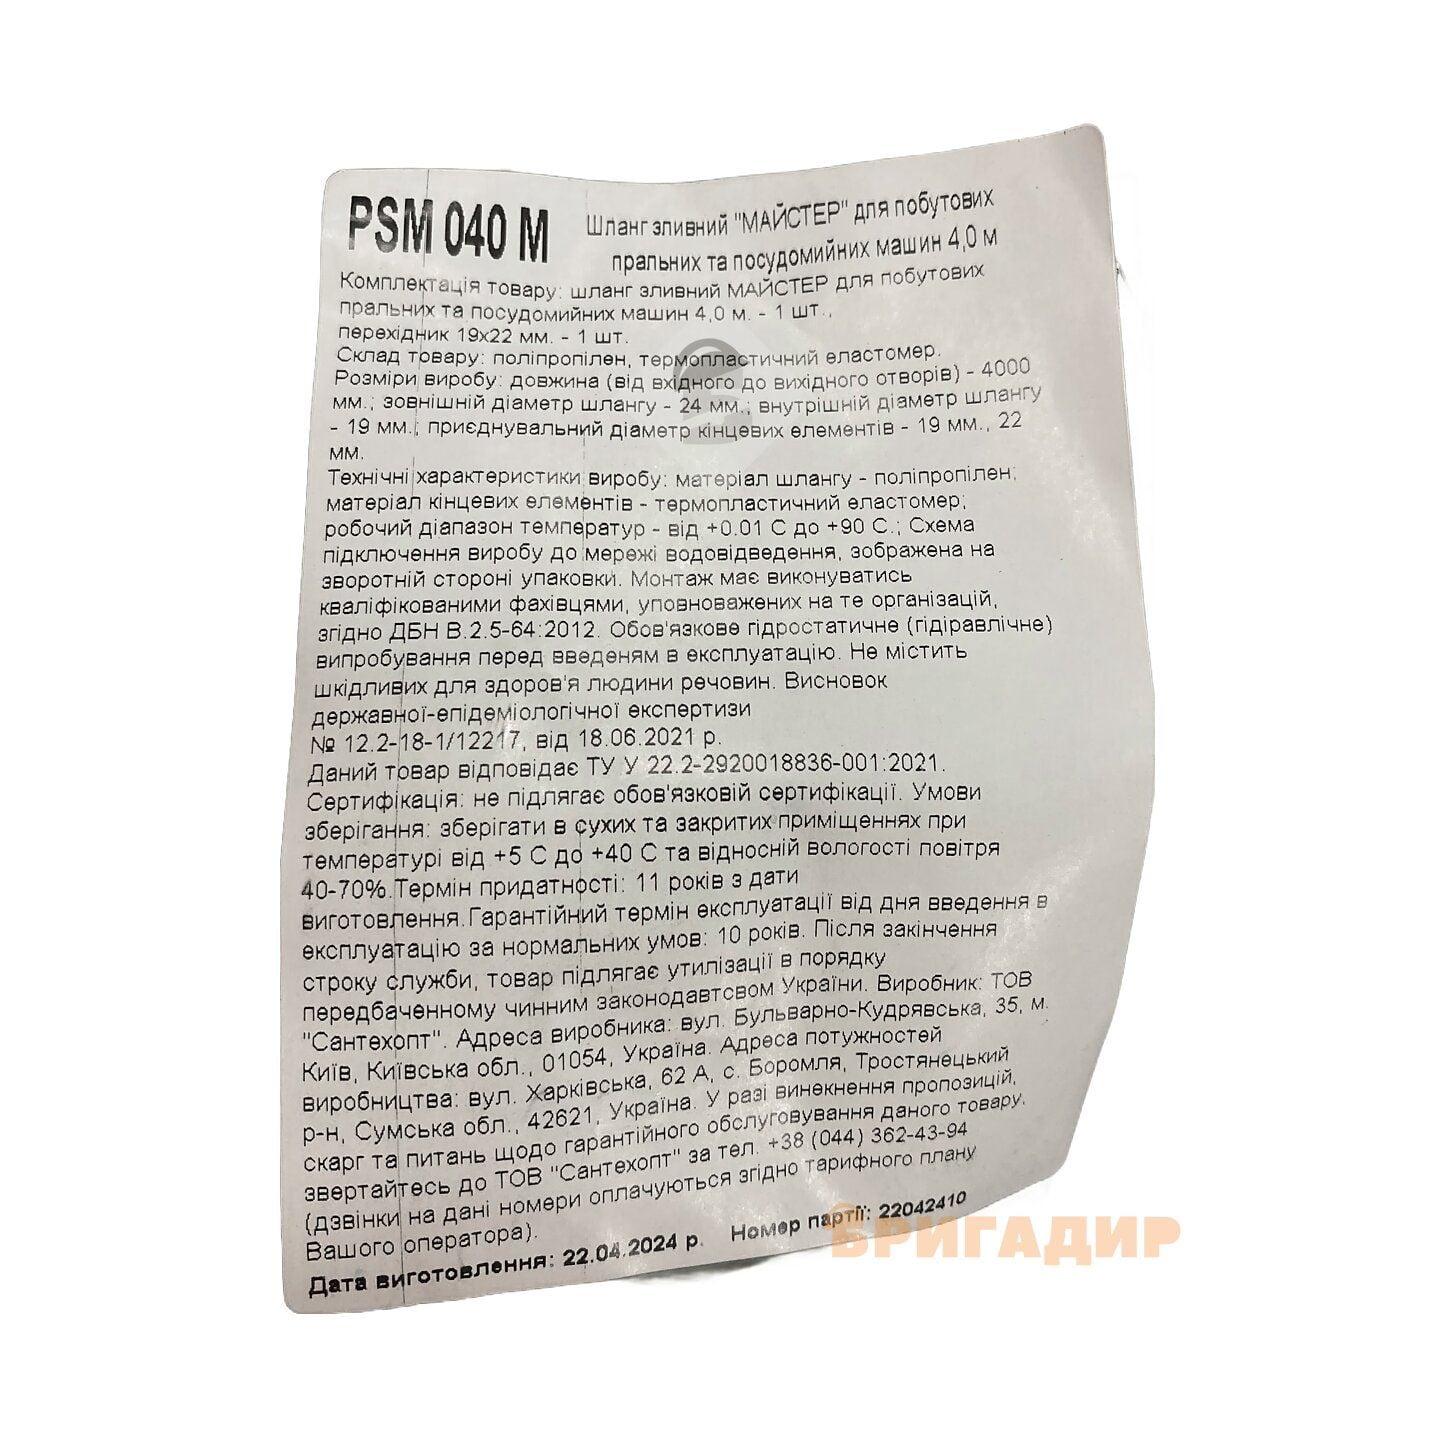 PSM 040 M
Шланг зливний "МАЙСТЕР" для побутових
пральних та посудомийних машин 4,0 м
Комплектація товару: шланг зливний МАЙСТЕР для побутових
пральних та посудомийних машин 4,0 м. - 1 шт.,
перехідник 19х22 мм. - 1 шт.
Склад товару: поліпропілен, термопластичний еластомер.
Розміри виробу: довжина (від вхідного до вихідного отворів) - 4000
мм.; зовнішній діаметр шлангу - 24 мм.; внутрішній діаметр шлангу
- 19 мм.; приєднувальний діаметр кінцевих елементів - 19 мм., 22
мм.
Технічні характеристики виробу: матеріал шлангу - поліпропілен;
матеріал кінцевих елементів - термопластичний еластомер;
робочий діапазон температур - від +0.01 С до +90 С.; Схема
підключення виробу до мережі водовідведення, зображена на
зворотній стороні упаковки. Монтаж має виконуватись
кваліфікованими фахівцями, уповноважених на те організацій,
згідно ДБН В.2.5-64:2012. Обов'язкове гідростатичне (гідіравлічне)
випробування перед введеням в експлуатацію. Не містить
шкідливих для здоров'я людини речовин. Висновок
державної-епідеміологічної експертизи
№ 12.2-18-1/12217, від 18.06.2021 р.
Даний товар відповідає ТУ У 22.2-2920018836-001:2021.
Сертифікація: не підлягає обов'язковій сертифікації. Умови
зберігання: зберігати в сухих та закритих приміщеннях при
температурі від +5 С до +40 С та відносній вологості повітря
40-70%.Термін придатності: 11 років з дати
виготовлення.Гарантійний термін експлуатації від дня введення в
експлуатацію за нормальних умов: 10 років. Після закінчення
строку служби, товар підлягає утилізації в порядку
передбаченному чинним законодавтсвом України. Виробник: ТОВ
"Сантехопт". Адреса виробника: вул. Бульварно-Кудрявська, 35, м.
Київ, Київська обл., 01054, Україна. Адреса потужностей
виробництва: вул. Харківська, 62 А, с. Боромля, Тростянецький
р-н, Сумська обл., 42621, Україна. У разі винекнення пропозицій,
скарг та питань щодо гарантійного обслуговування даного товару,
звертайтесь до ТОВ "Сантехопт" за тел. +38 (044) 362-43-94
(дзвінки на дані номери оплачуються згідно тарифного плану
Вашого оператора).
Дата виготовлення: 22.04.2024 р. Номер партії: 22042410
БРИГАДИР